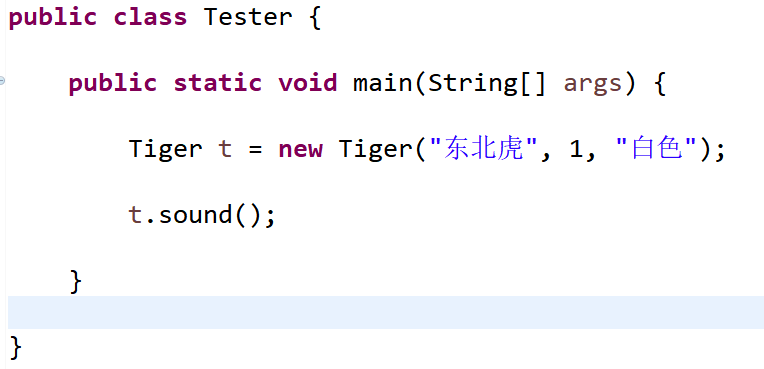 public class Tester {
public static void main(String[] args) {
Tiger t = new Tiger("东北虎", 1, "白色");
t.sound();
}
}